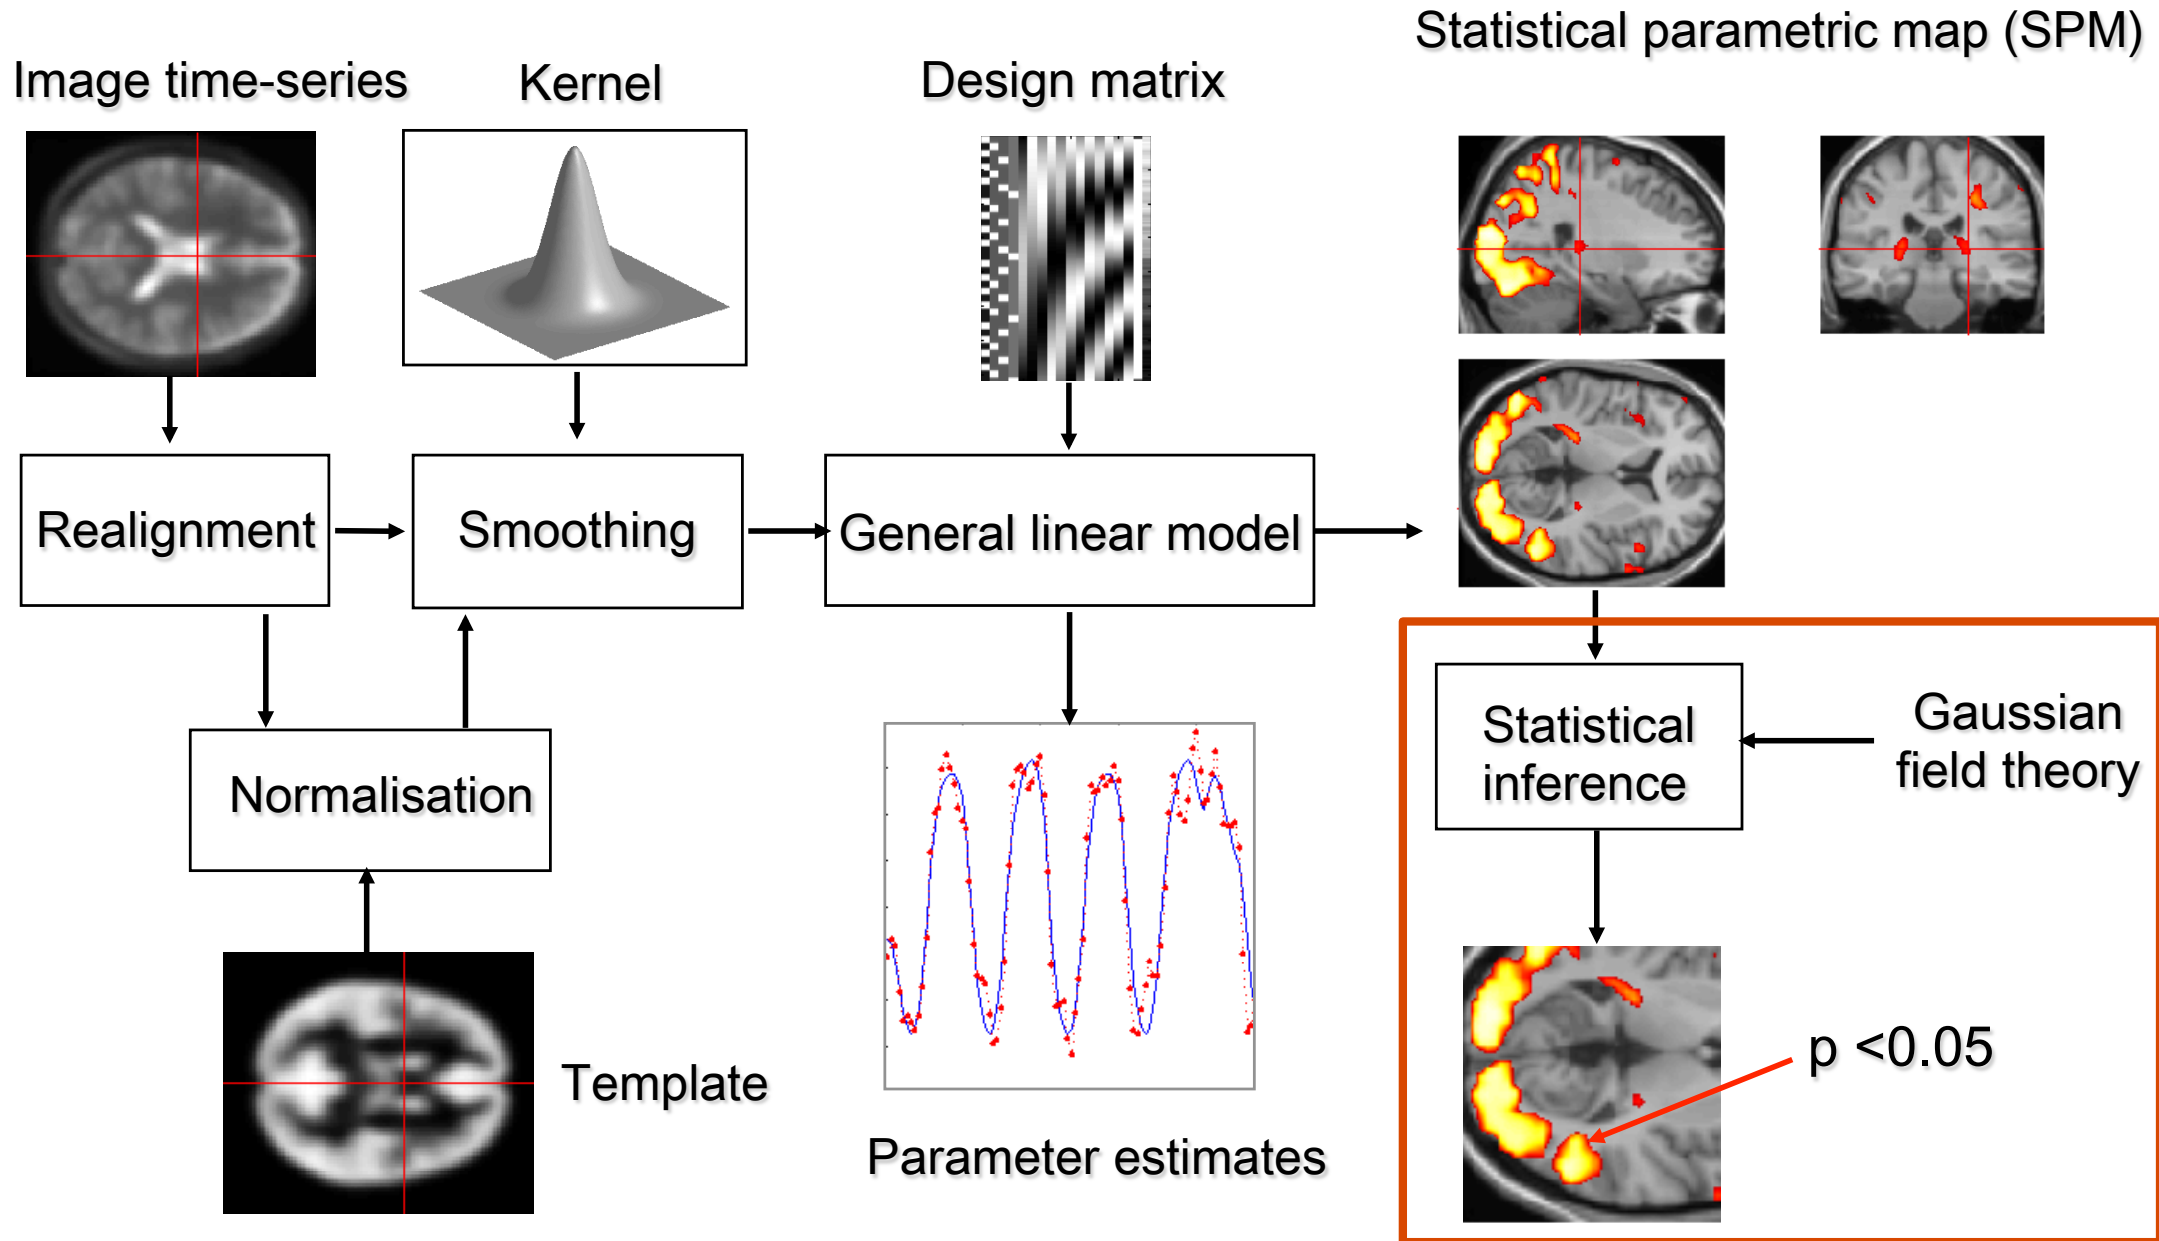 Statistical parametric map (SPM)
Image time-series
Kernel
Design matrix
Realignment
Smoothing
General linear model
Normalisation
Statistical
inference
Gaussian
field theory
Template
Parameter estimates
p <0.05